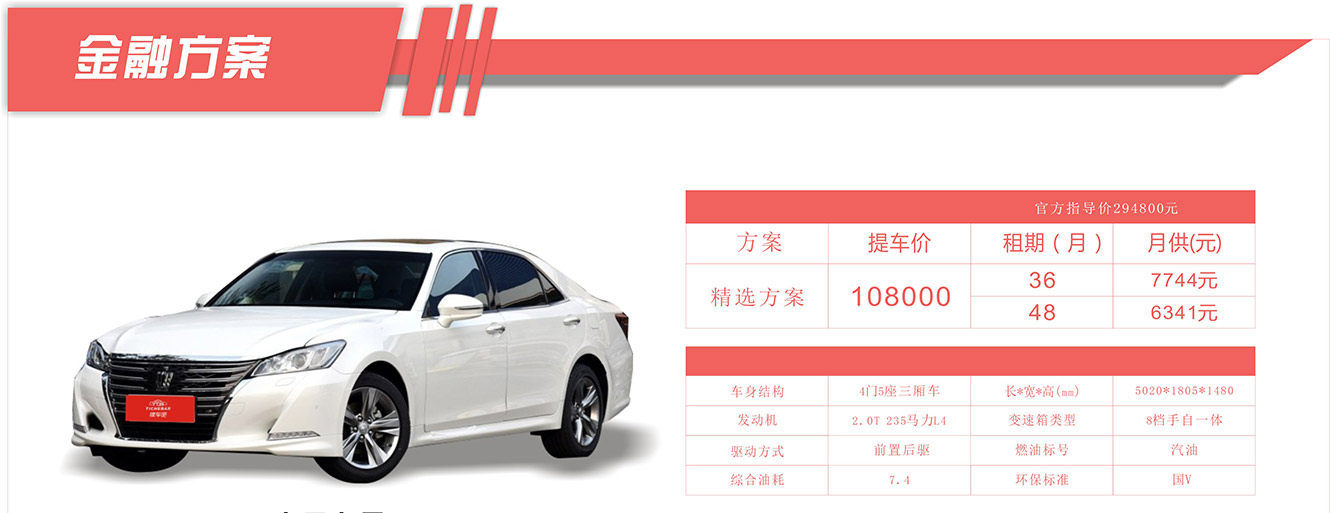 金融方案
官方指导价294800元
方案 提车价 租期（月） 月供(元)
精选方案 108000 36 7744元
48 6341元
车身结构 4门5座三厢车 长*宽*高(mm) 5020*1805*1480
发动机 2.0T 235马力L4 变速箱类型 8档手自一体
驱动方式 前置后驱 燃油标号 汽油
综合油耗 7.4 环保标准 国V
TICHEBAR
提车吧